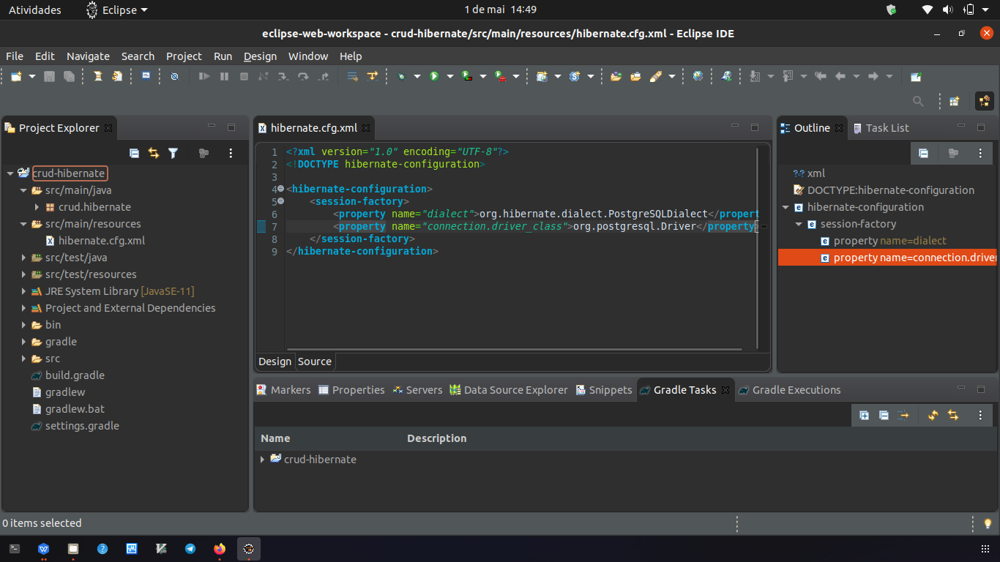 Atividades
Eclipse
1 de mai 14:49
eclipse-web-workspace - crud-hibernate/src/main/resources/hibernate.cfg.xml - Eclipse IDE
File Edit Navigate Search Project Run Design Window Help
Project Explorer
crud-hibernate
src/main/java
crud.hibernate
src/main/resources
hibernate.cfg.xml
src/test/java
src/test/resources
JRE System Library [JavaSE-11]
Project and External Dependencies
bin
gradle
src
build.gradle
gradlew
gradlew.bat
settings.gradle
hibernate.cfg.xml
1 <?xml version="1.0" encoding="UTF-8"?>
2 <!DOCTYPE hibernate-configuration>
3
4 <hibernate-configuration>
5 <session-factory>
6 <property name="dialect">org.hibernate.dialect.PostgreSQLDialect</propert
7 <property name="connection.driver_class">org.postgresql.Driver</property>
8 </session-factory>
9 </hibernate-configuration>
Design Source
Outline Task List
xml
DOCTYPE:hibernate-configuration
hibernate-configuration
session-factory
property name=dialect
property name=connection.driver
Markers Properties Servers Data Source Explorer Snippets Gradle Tasks Gradle Executions
Name Description
crud-hibernate
0 items selected